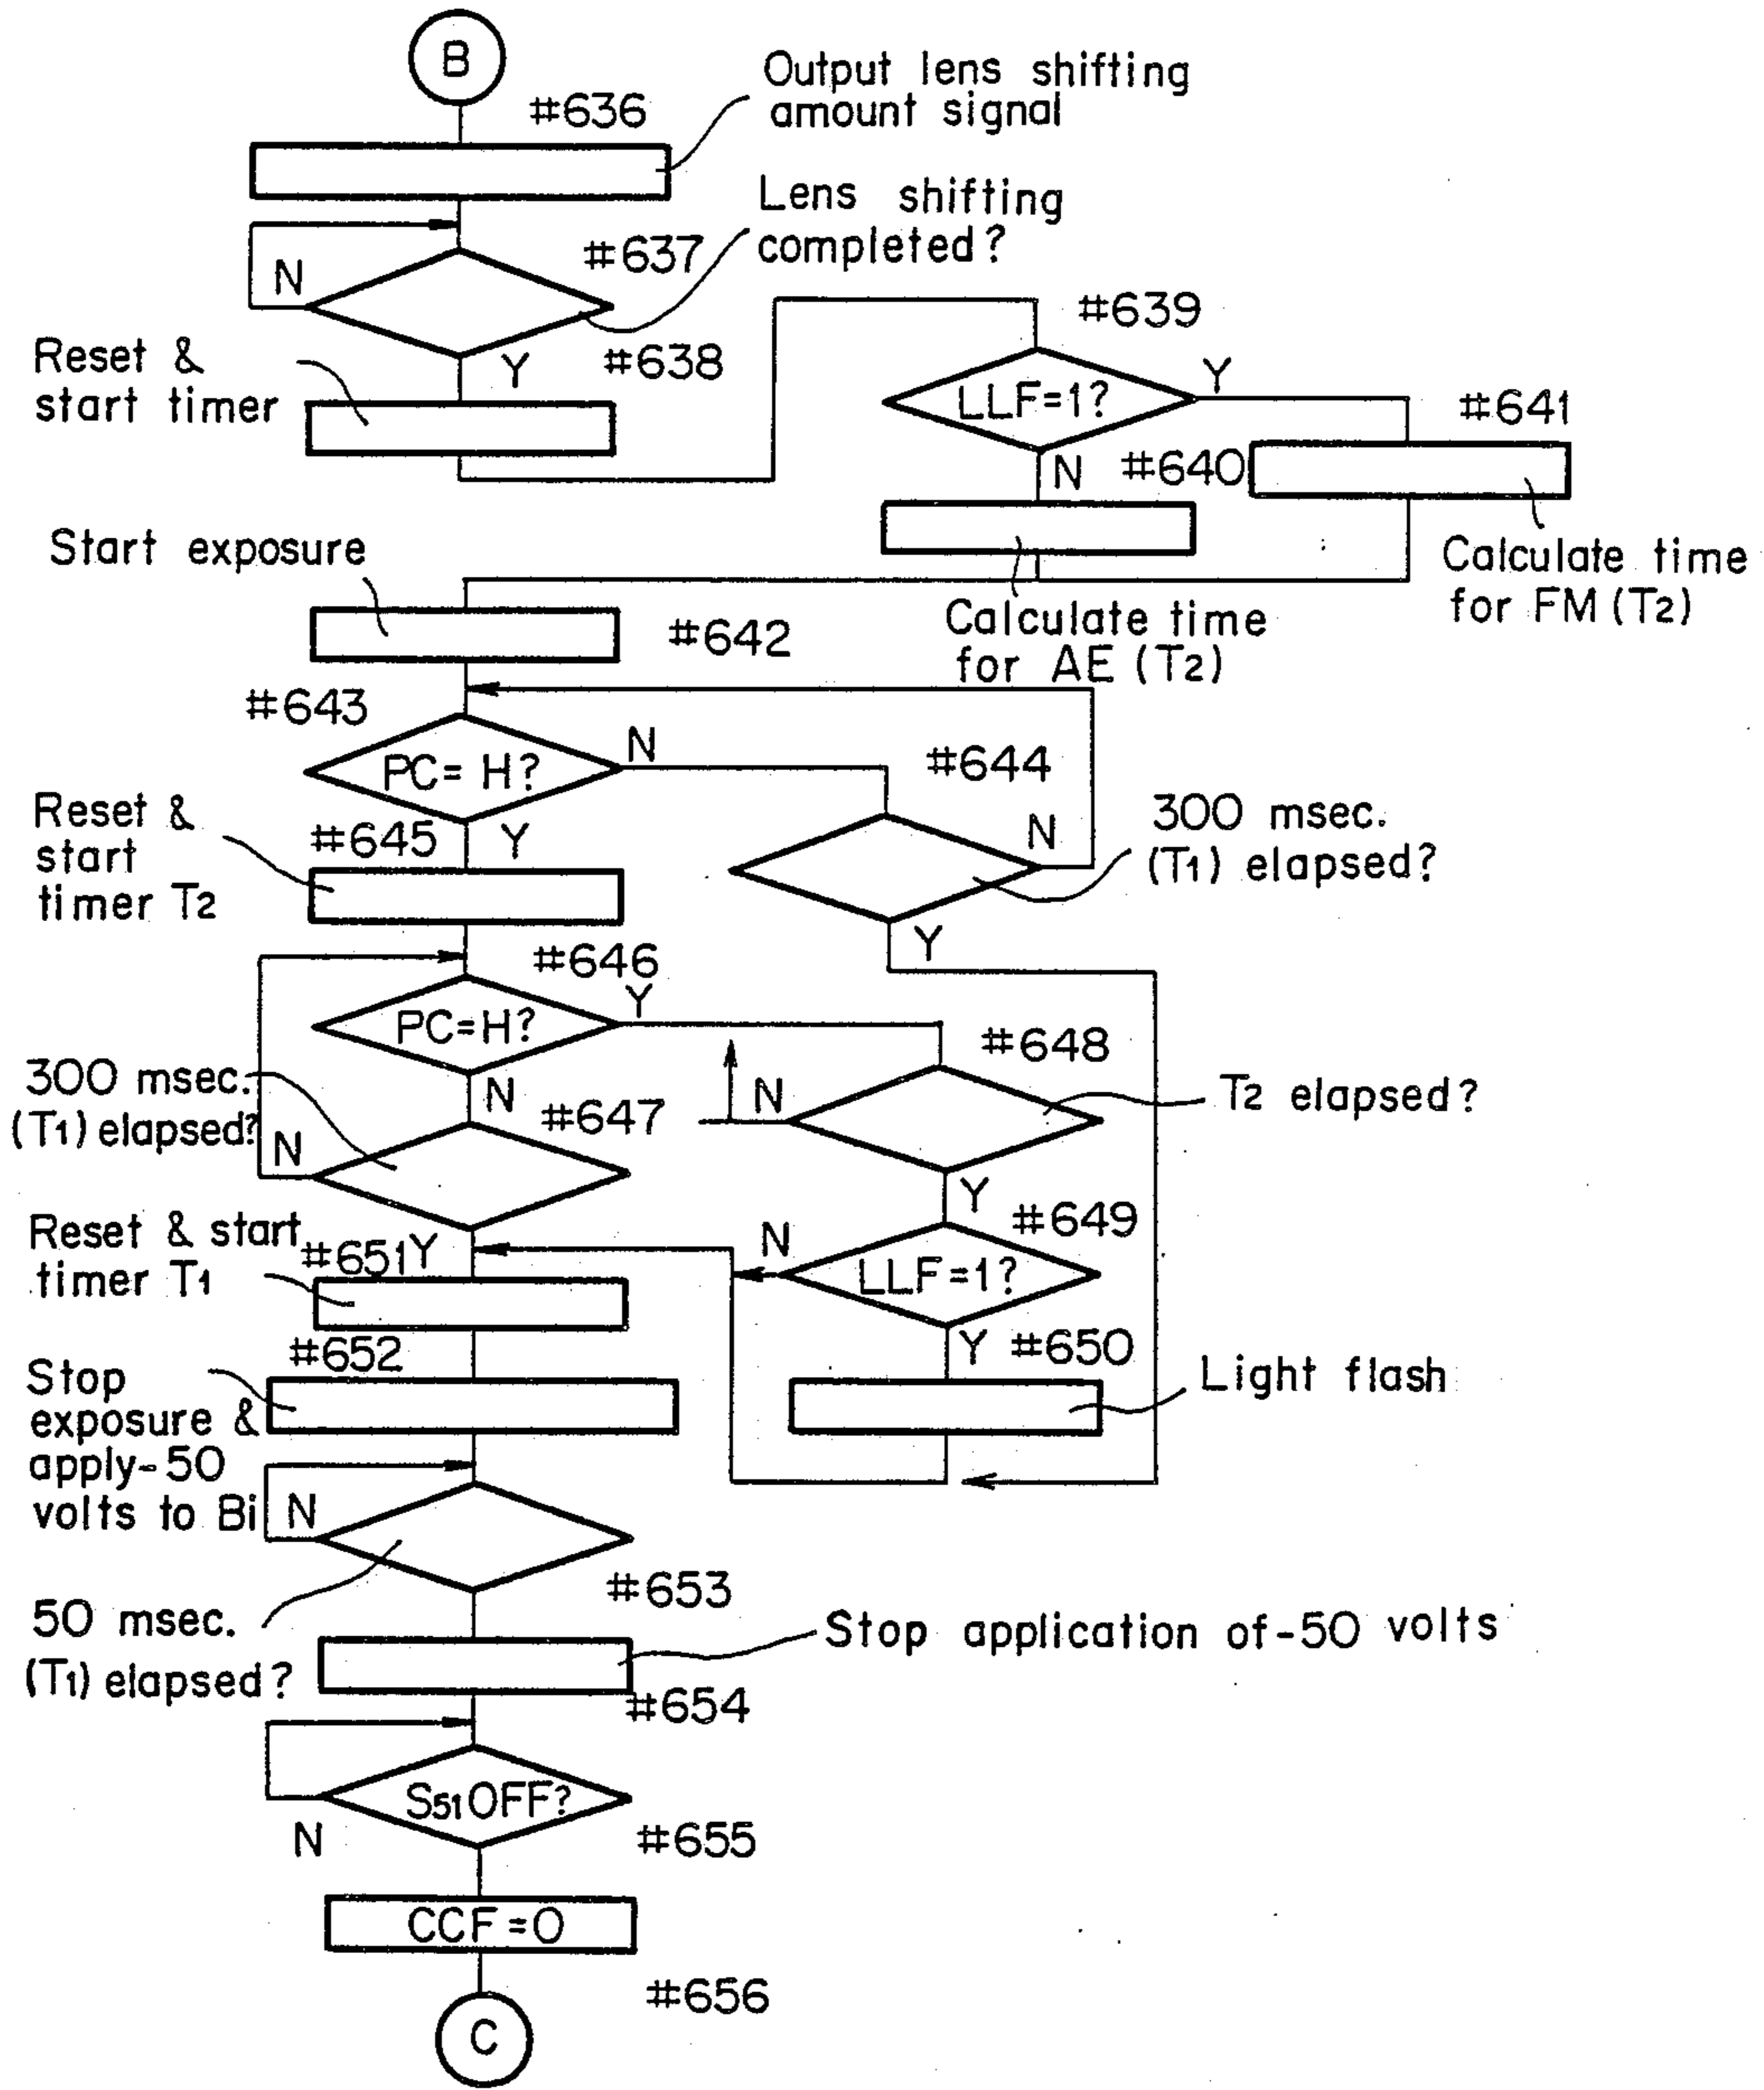 B
#636
Output lens shifting
amount signal
Lens shifting
completed?
#637
N
Y
#638
Reset &
start timer
#639
LLF=1?
Y
#641
N
#640
Calculate time
for FM (T2)
Calculate time
for AE (T2)
Start exposure
#642
#643
PC= H?
N
#644
300 msec.
(T1) elapsed?
N
Y
Reset &
start
timer T2
#645
Y
#646
PC=H?
Y
N
#648
T2 elapsed?
N
Y
300 msec.
(T1) elapsed?
#647
N
Y
#649
LLF=1?
N
Y
#650
Light flash
Reset & start
timer T1
#651
#652
Stop
exposure &
apply-50
volts to Bi
N
#653
50 msec.
(T1) elapsed?
Stop application of-50 volts
#654
S51OFF?
N
#655
CCF=0
#656
C